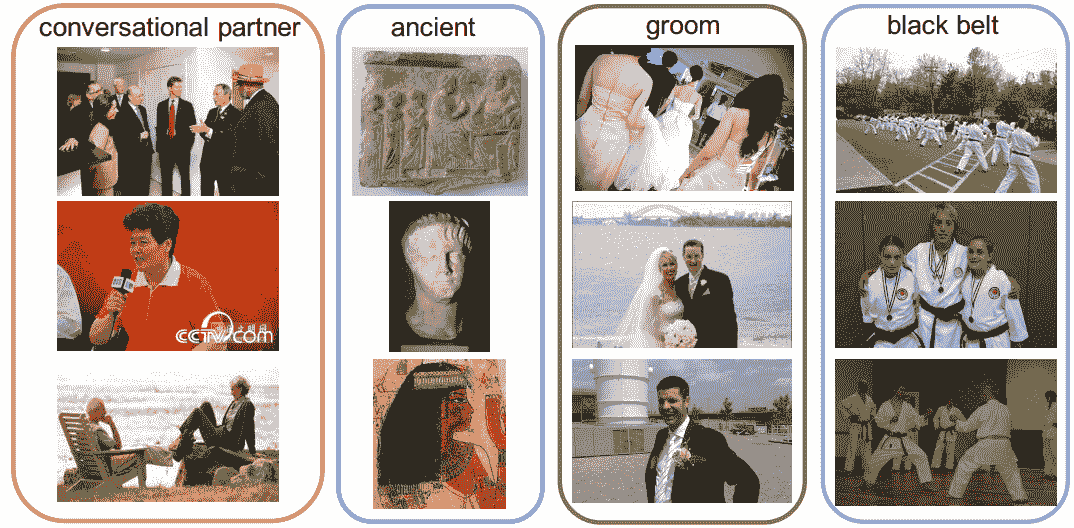 conversational partner
ancient
groom
black belt
CCTV.com